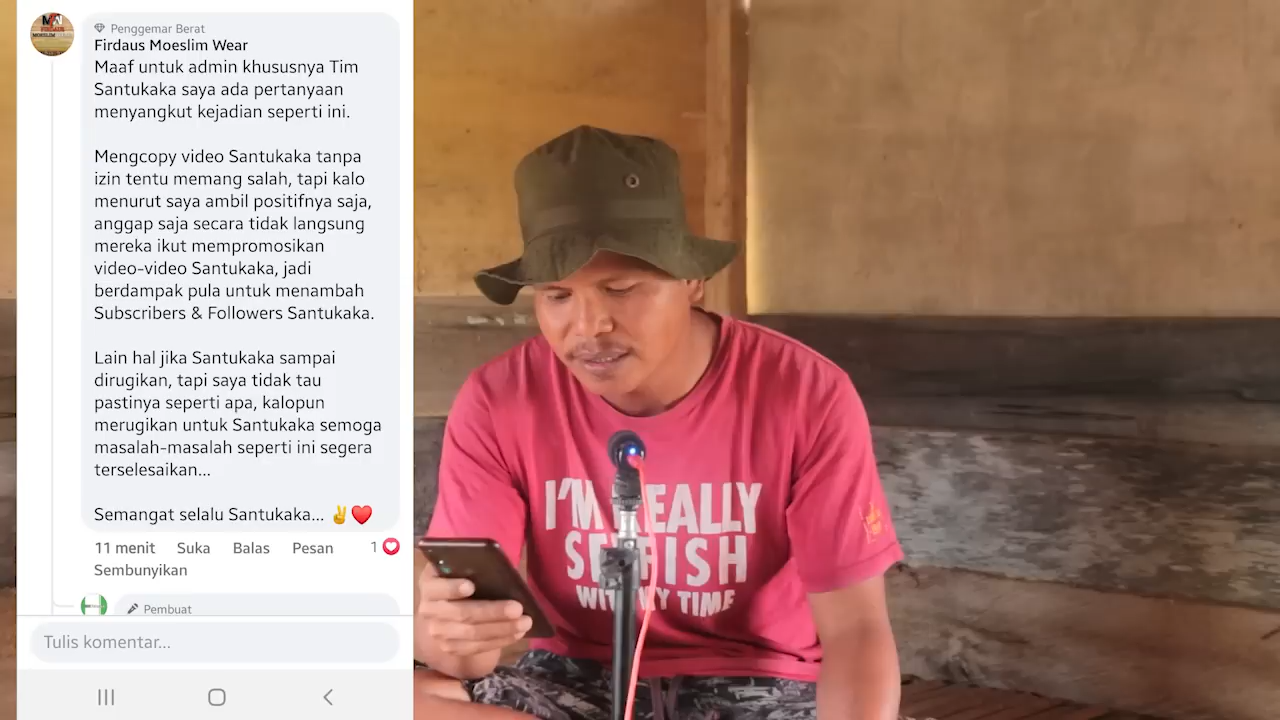 Penggemar Berat
Firdaus Moeslim Wear
Maaf untuk admin khususnya Tim
Santukaka saya ada pertanyaan
menyangkut kejadian seperti ini.
Mengcopy video Santukaka tanpa
izin tentu memang salah, tapi kalo
menurut saya ambil positifnya saja,
anggap saja secara tidak langsung
mereka ikut mempromosikan
video-video Santukaka, jadi
berdampak pula untuk menambah
Subscribers & Followers Santukaka.
Lain hal jika Santukaka sampai
dirugikan, tapi saya tidak tau
pastinya seperti apa, kalopun
merugikan untuk Santukaka semoga
masalah-masalah seperti ini segera
terselesaikan...
Semangat selalu Santukaka... ✌️❤️
11 menit Suka Balas Pesan 1
Sembunyikan
Pembuat
Tulis komentar...
I'M REALLY
SELFISH
WITH MY TIME